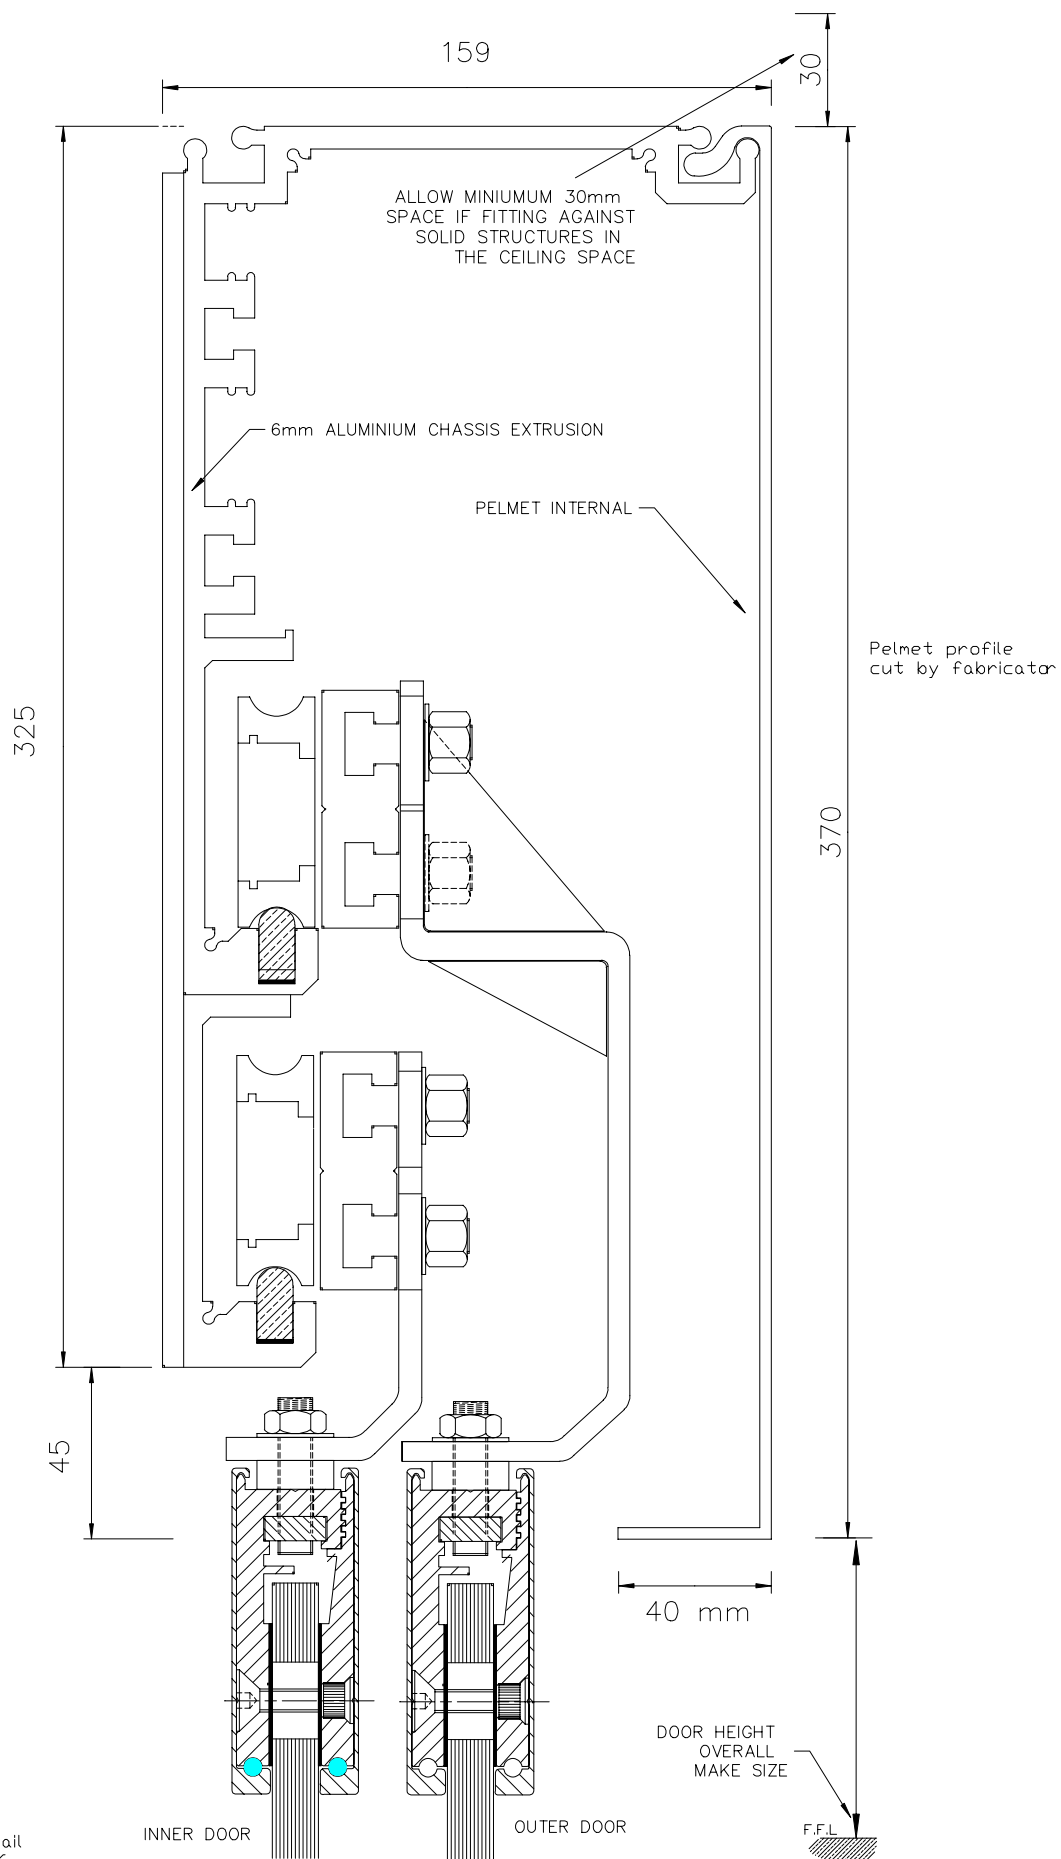 159
30
ALLOW MINIUMUM 30mm
SPACE IF FITTING AGAINST
SOLID STRUCTURES IN
THE CEILING SPACE
6mm ALUMINIUM CHASSIS EXTRUSION
PELMET INTERNAL
Pelmet profile
cut by fabricator
325
370
45
40 mm
DOOR HEIGHT
OVERALL
MAKE SIZE
F.F.L
INNER DOOR
OUTER DOOR
ail